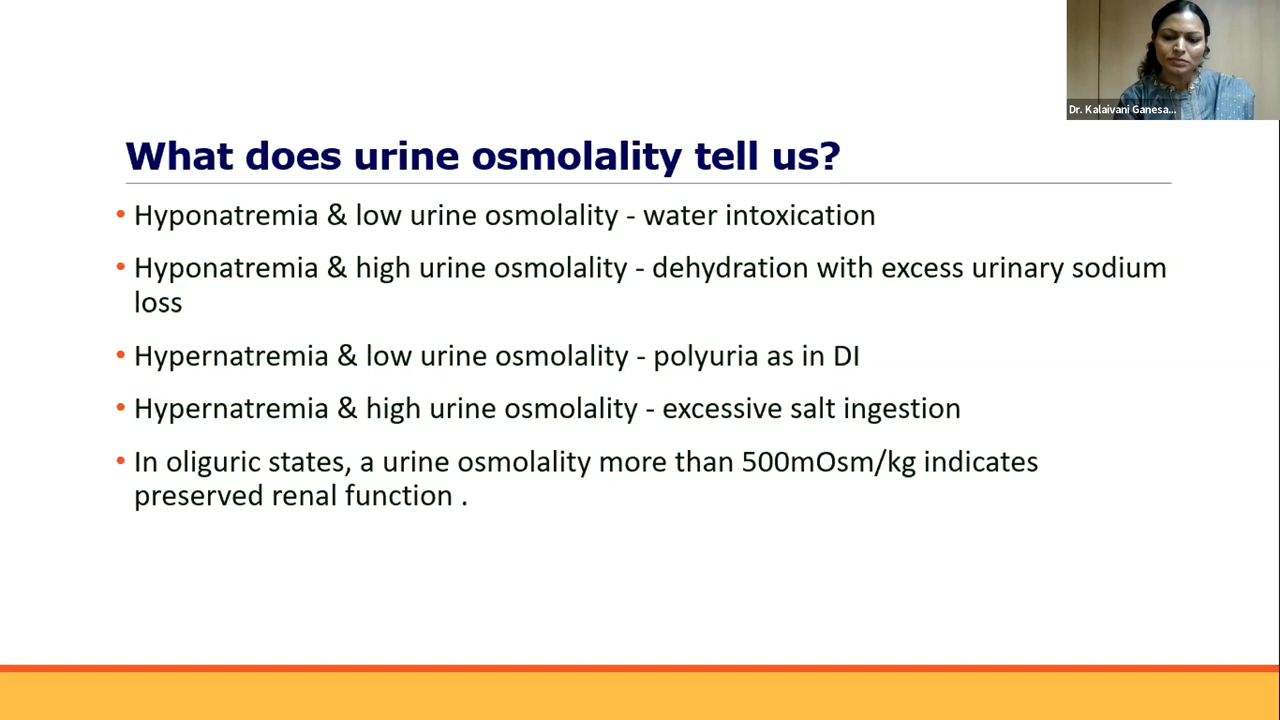 Dr. Kalaivani Ganesa...
What does urine osmolality tell us?
• Hyponatremia & low urine osmolality - water intoxication
• Hyponatremia & high urine osmolality - dehydration with excess urinary sodium
loss
• Hypernatremia & low urine osmolality - polyuria as in DI
• Hypernatremia & high urine osmolality - excessive salt ingestion
• In oliguric states, a urine osmolality more than 500mOsm/kg indicates
preserved renal function .